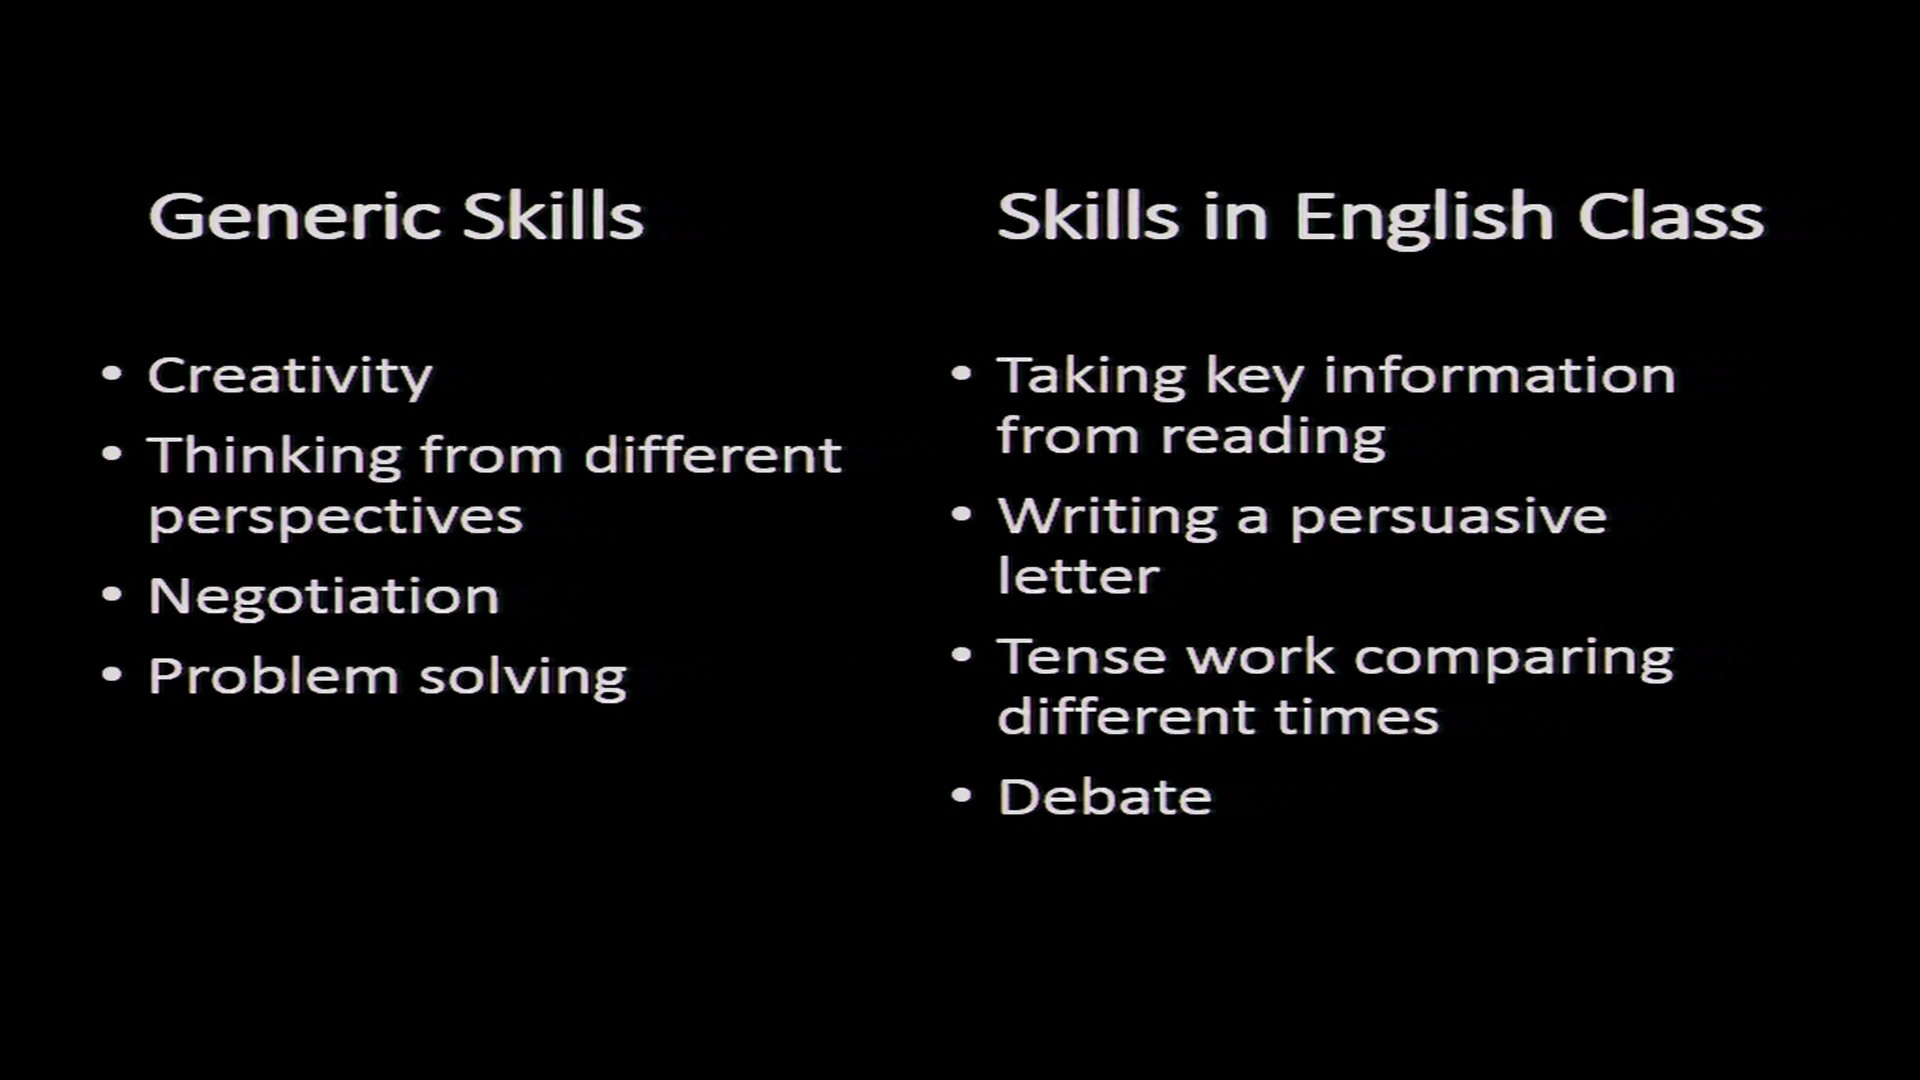 Generic Skills
• Creativity
• Thinking from different
perspectives
• Negotiation
• Problem solving
Skills in English Class
• Taking key information
from reading
• Writing a persuasive
letter
• Tense work comparing
different times
• Debate